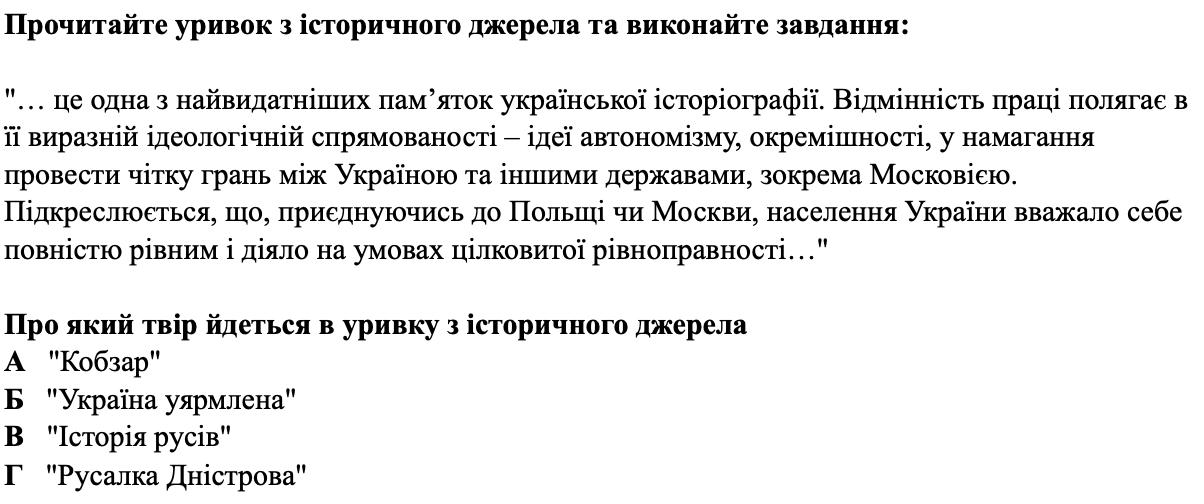 Прочитайте уривок з історичного джерела та виконайте завдання:
"… це одна з найвидатніших пам’яток української історіографії. Відмінність праці полягає в
її виразній ідеологічній спрямованості – ідеї автономізму, окремішності, у намагання
провести чітку грань між Україною та іншими державами, зокрема Московією.
Підкреслюється, що, приєднуючись до Польщі чи Москви, населення України вважало себе
повністю рівним і діяло на умовах цілковитої рівноправності…"
Про який твір йдеться в уривку з історичного джерела
А "Кобзар"
Б "Україна уярмлена"
В "Історія русів"
Г "Русалка Дністрова"